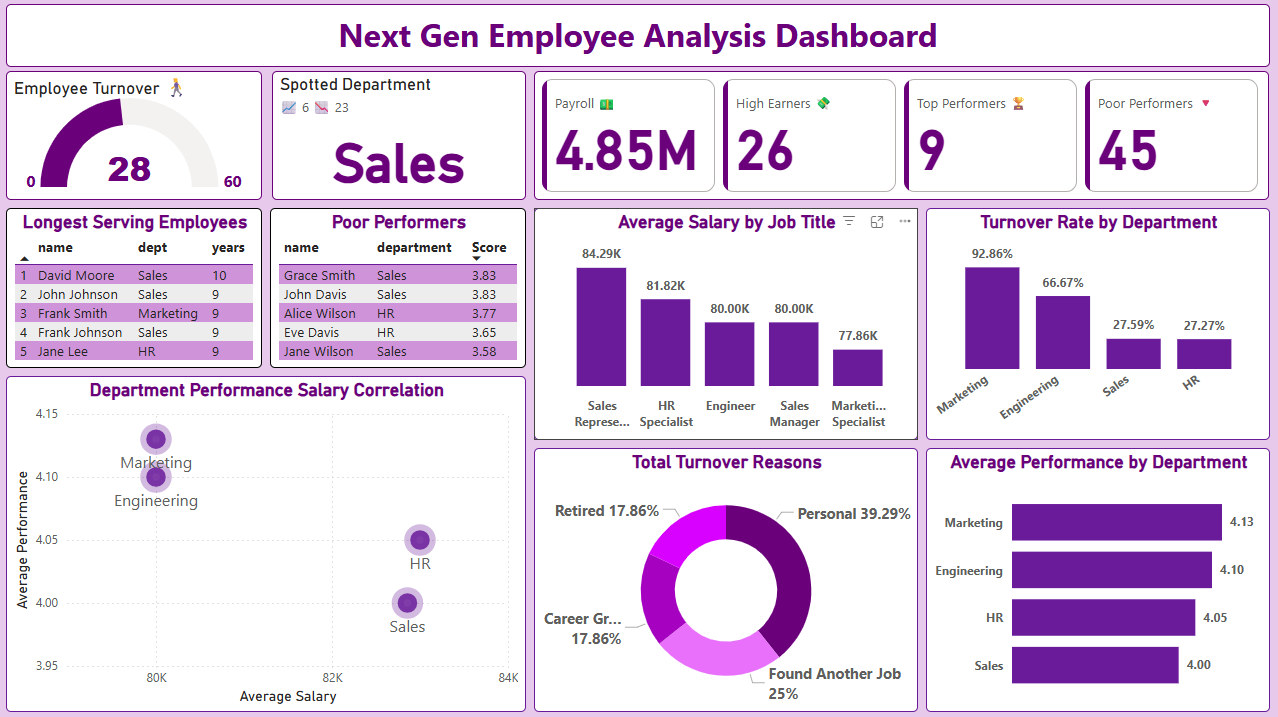 Next Gen Employee Analysis Dashboard
Employee Turnover
28
0
60
Spotted Department
6 23
Sales
Payroll
4.85M
High Earners
26
Top Performers
9
Poor Performers
45
Longest Serving Employees
name dept years
1 David Moore Sales 10
2 John Johnson Sales 9
3 Frank Smith Marketing 9
4 Frank Johnson Sales 9
5 Jane Lee HR 9
Poor Performers
name department Score
Grace Smith Sales 3.83
John Davis Sales 3.83
Alice Wilson HR 3.77
Eve Davis HR 3.65
Jane Wilson Sales 3.58
Average Salary by Job Title
84.29K
81.82K
80.00K
80.00K
77.86K
Sales
Represe...
HR
Specialist
Engineer
Sales
Manager
Marketi...
Specialist
Turnover Rate by Department
92.86%
66.67%
27.59%
27.27%
Marketing
Engineering
Sales
HR
Department Performance Salary Correlation
Average Performance
4.15
4.10
4.05
4.00
3.95
Marketing
Engineering
HR
Sales
80K
82K
84K
Average Salary
Total Turnover Reasons
Retired 17.86%
Personal 39.29%
Career Gr...
17.86%
Found Another Job
25%
Average Performance by Department
Marketing 4.13
Engineering 4.10
HR 4.05
Sales 4.00